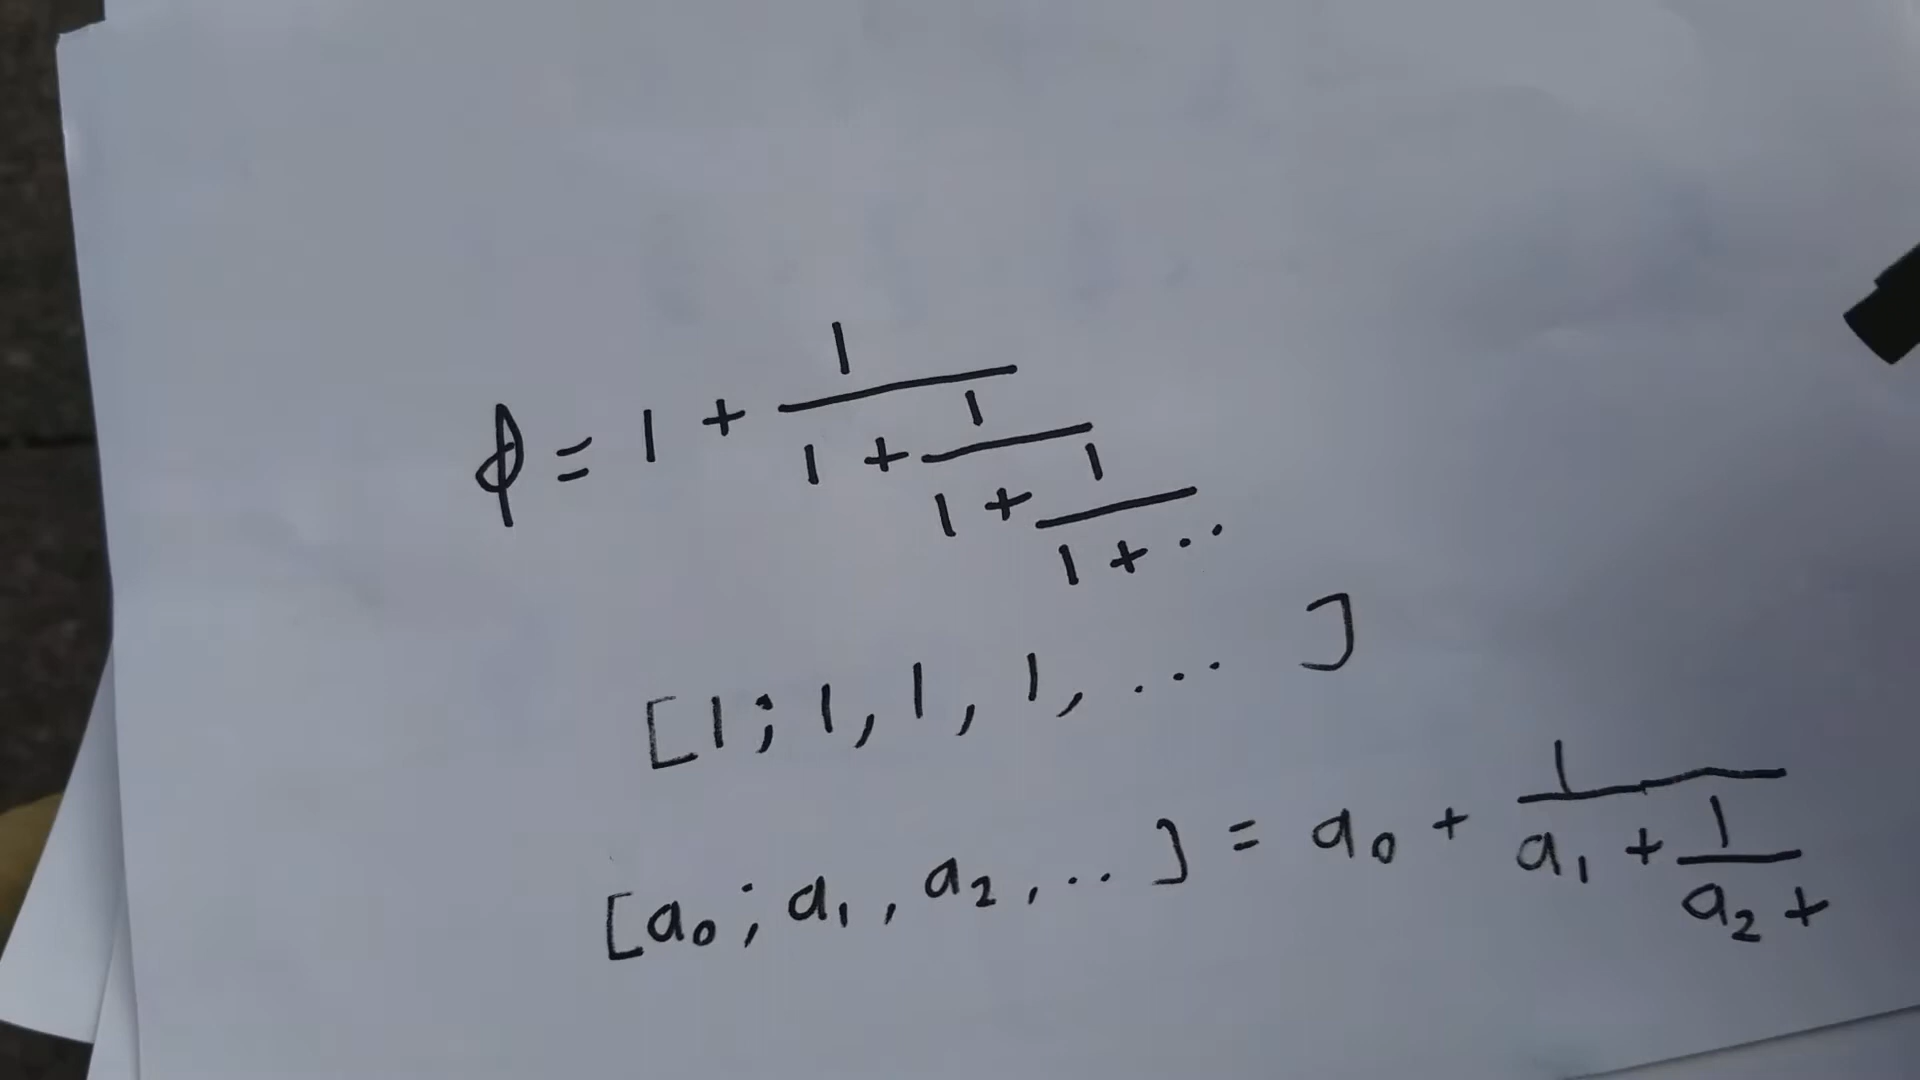 ϕ = 1 + 1/(1 + 1/(1 + 1/(1 + ..
[1; 1, 1, 1, ... ]
[a₀; a₁, a₂, .. ] = a₀ + 1/(a₁ + 1/(a₂ +